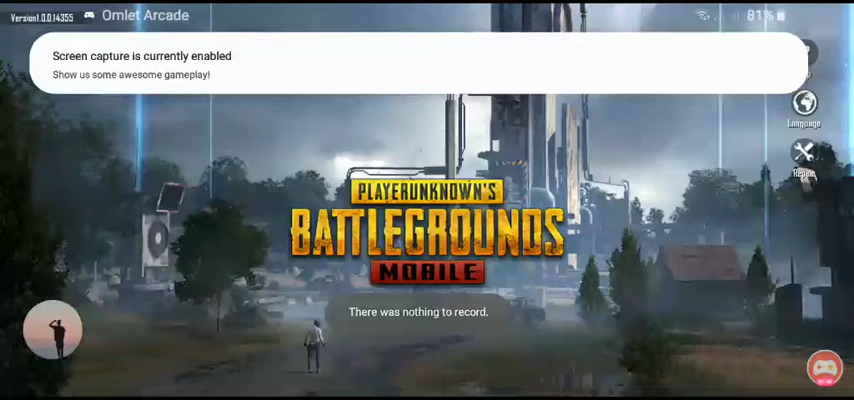 Version1.0.0.14355
Omlet Arcade
81%
Screen capture is currently enabled
Show us some awesome gameplay!
Language
Repair
PLAYERUNKNOWN'S
BATTLEGROUNDS
MOBILE
There was nothing to record.